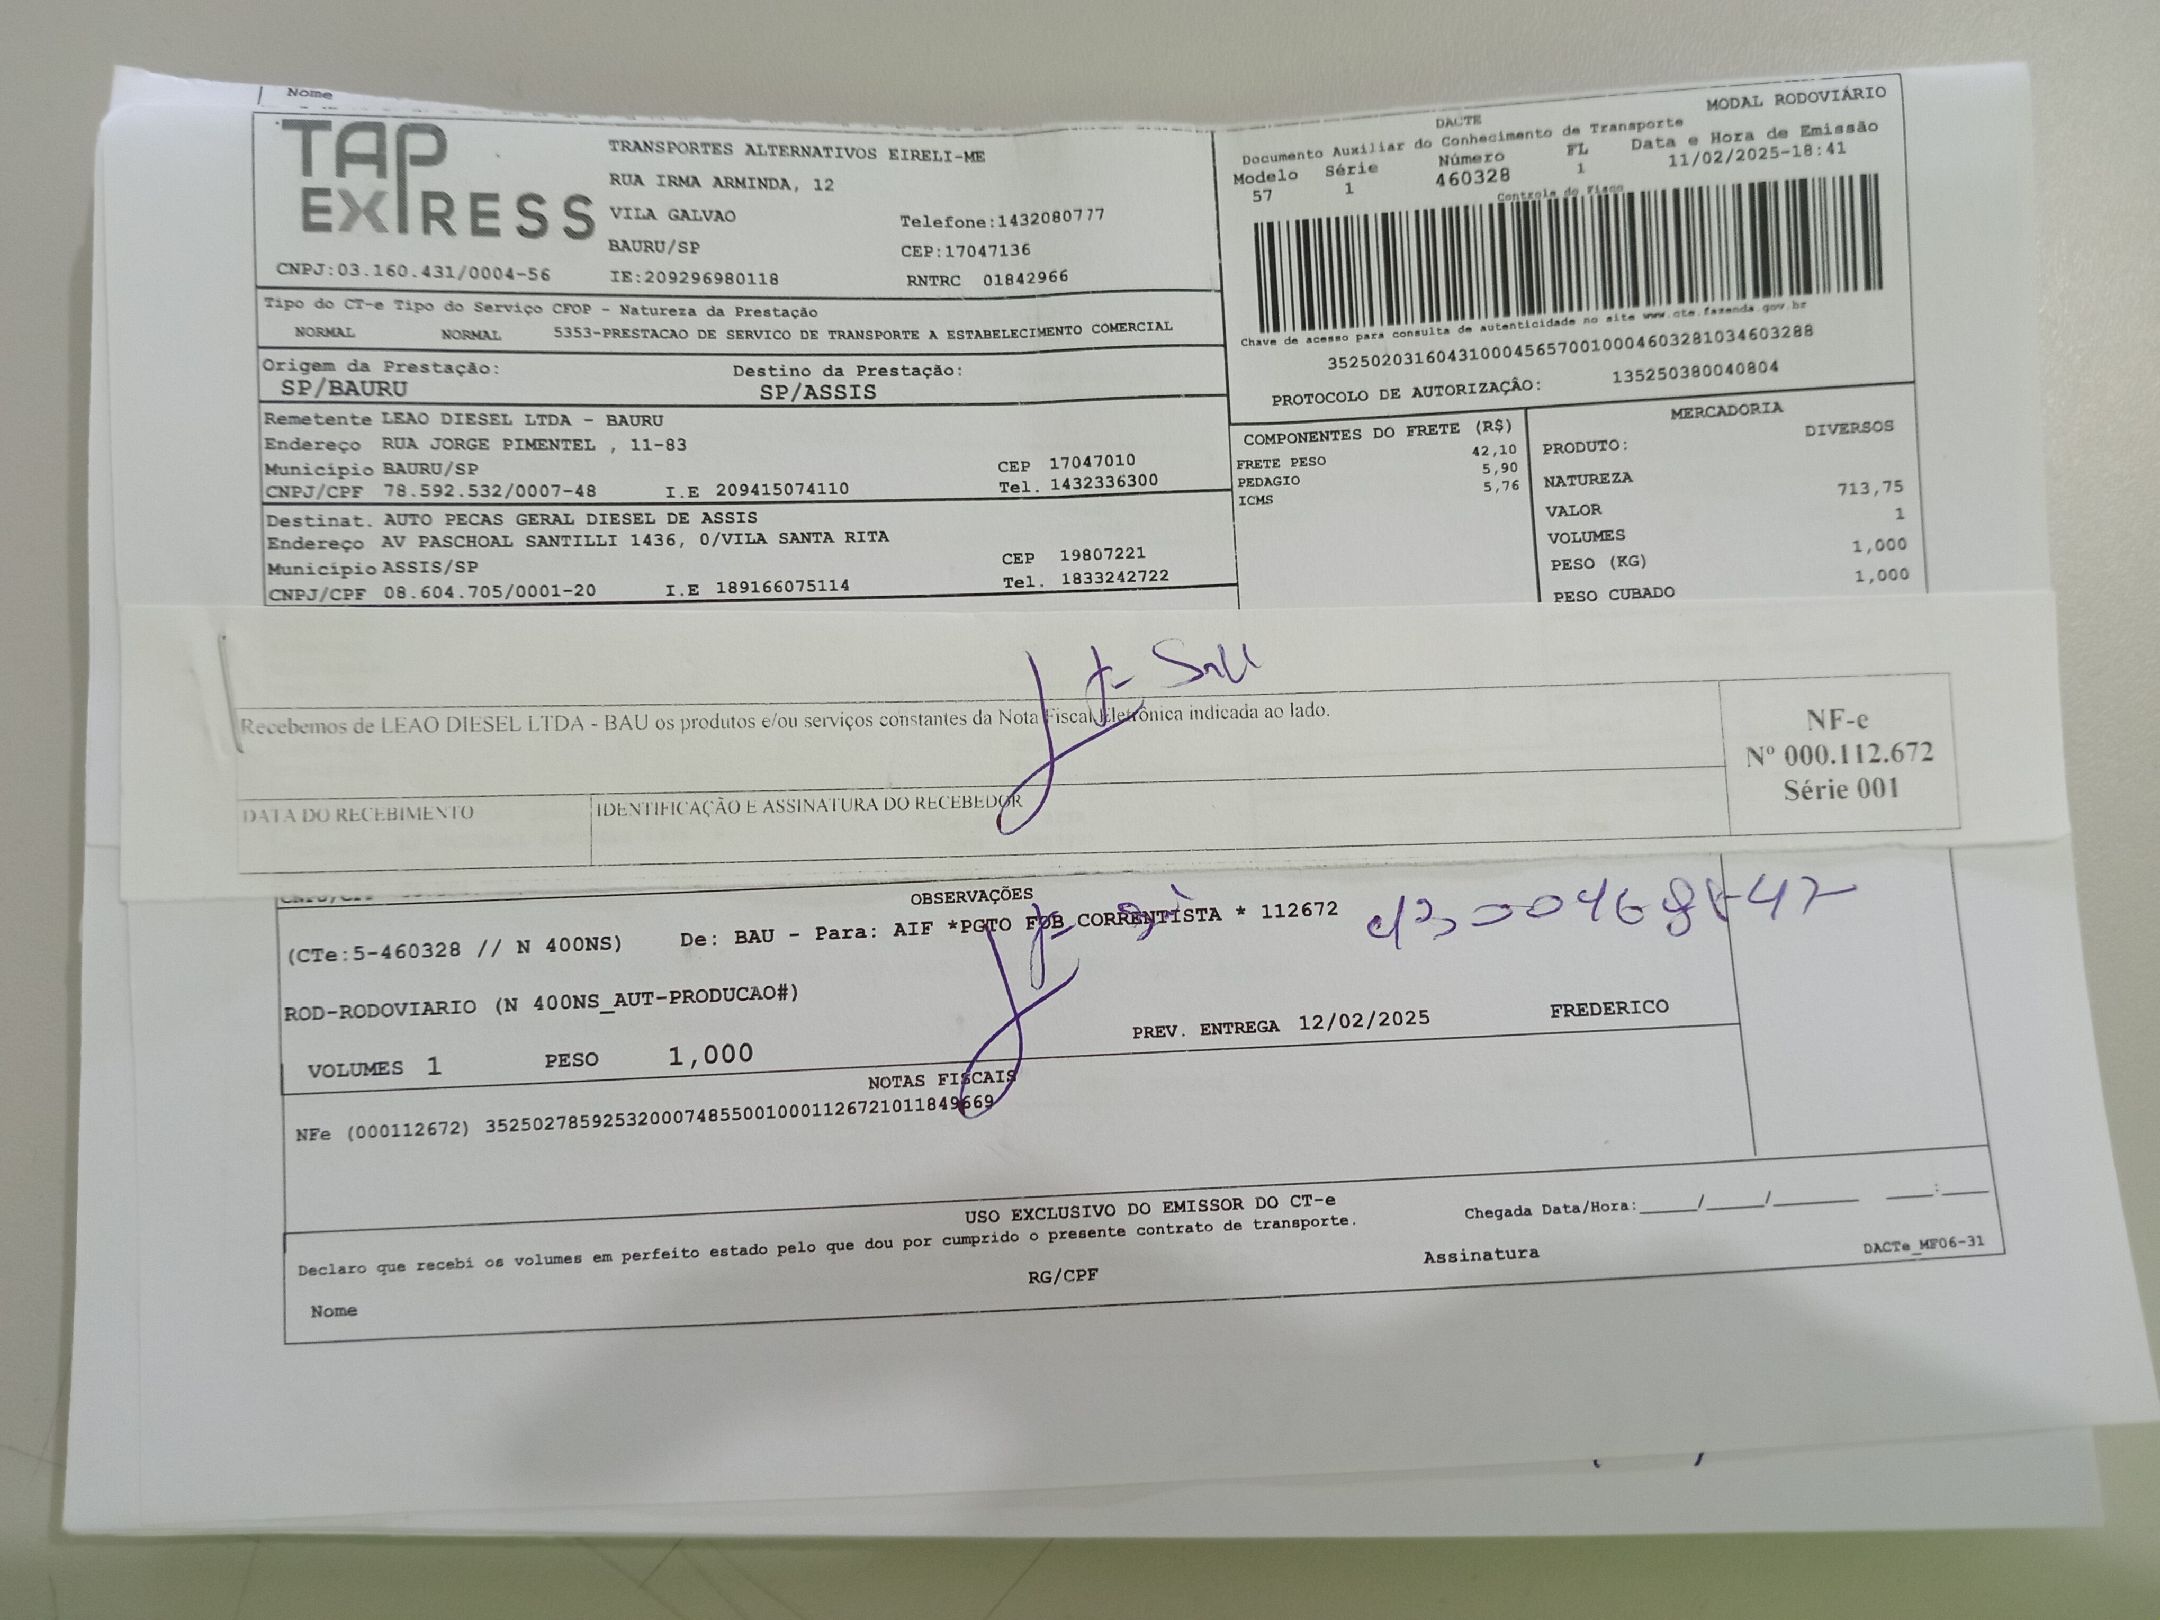 Nome
TAP EXPRESS
TRANSPORTES ALTERNATIVOS EIRELI-ME
RUA IRMA ARMINDA, 12
VILA GALVAO Telefone:1432080777
BAURU/SP CEP:17047136
CNPJ:03.160.431/0004-56 IE:209296980118 RNTRC 01842966
DACTE MODAL RODOVIÁRIO
Documento Auxiliar do Conhecimento de Transporte
Modelo Série Número FL Data e Hora de Emissão
57 1 460328 1 11/02/2025-18:41
Controle do Fisco
Chave de acesso para consulta de autenticidade no site www.cte.fazenda.gov.br
35250203160431000456570010004603281034603288
PROTOCOLO DE AUTORIZAÇÂO: 135250380040804
Tipo do CT-e Tipo do Serviço CFOP - Natureza da Prestação
NORMAL NORMAL 5353-PRESTACAO DE SERVICO DE TRANSPORTE A ESTABELECIMENTO COMERCIAL
Origem da Prestação: Destino da Prestação:
SP/BAURU SP/ASSIS
Remetente LEAO DIESEL LTDA - BAURU
Endereço RUA JORGE PIMENTEL , 11-83
Município BAURU/SP CEP 17047010
CNPJ/CPF 78.592.532/0007-48 I.E 209415074110 Tel. 1432336300
Destinat. AUTO PECAS GERAL DIESEL DE ASSIS
Endereço AV PASCHOAL SANTILLI 1436, 0/VILA SANTA RITA
Município ASSIS/SP CEP 19807221
CNPJ/CPF 08.604.705/0001-20 I.E 189166075114 Tel. 1833242722
COMPONENTES DO FRETE (R$)
FRETE PESO 42,10
PEDAGIO 5,90
ICMS 5,76
MERCADORIA
PRODUTO: DIVERSOS
NATUREZA
VALOR 713,75
VOLUMES 1
PESO (KG) 1,000
PESO CUBADO 1,000
Recebemos de LEAO DIESEL LTDA - BAU os produtos e/ou serviços constantes da Nota Fiscal Eletrônica indicada ao lado.
NF-e
Nº 000.112.672
Série 001
DATA DO RECEBIMENTO IDENTIFICAÇÃO E ASSINATURA DO RECEBEDOR
CNPJ/CPF
OBSERVAÇÕES
(CTe:5-460328 // N 400NS) De: BAU - Para: AIF *PGTO FOB CORRENTISTA * 112672
ROD-RODOVIARIO (N 400NS_AUT-PRODUCAO#)
PREV. ENTREGA 12/02/2025 FREDERICO
VOLUMES 1 PESO 1,000
NOTAS FISCAIS
NFe (000112672) 35250278592532000748550010001126721011849669
USO EXCLUSIVO DO EMISSOR DO CT-e
Declaro que recebi os volumes em perfeito estado pelo que dou por cumprido o presente contrato de transporte.
Chegada Data/Hora:_____/_____/________ ____:____
Nome RG/CPF Assinatura DACTe_MF06-31